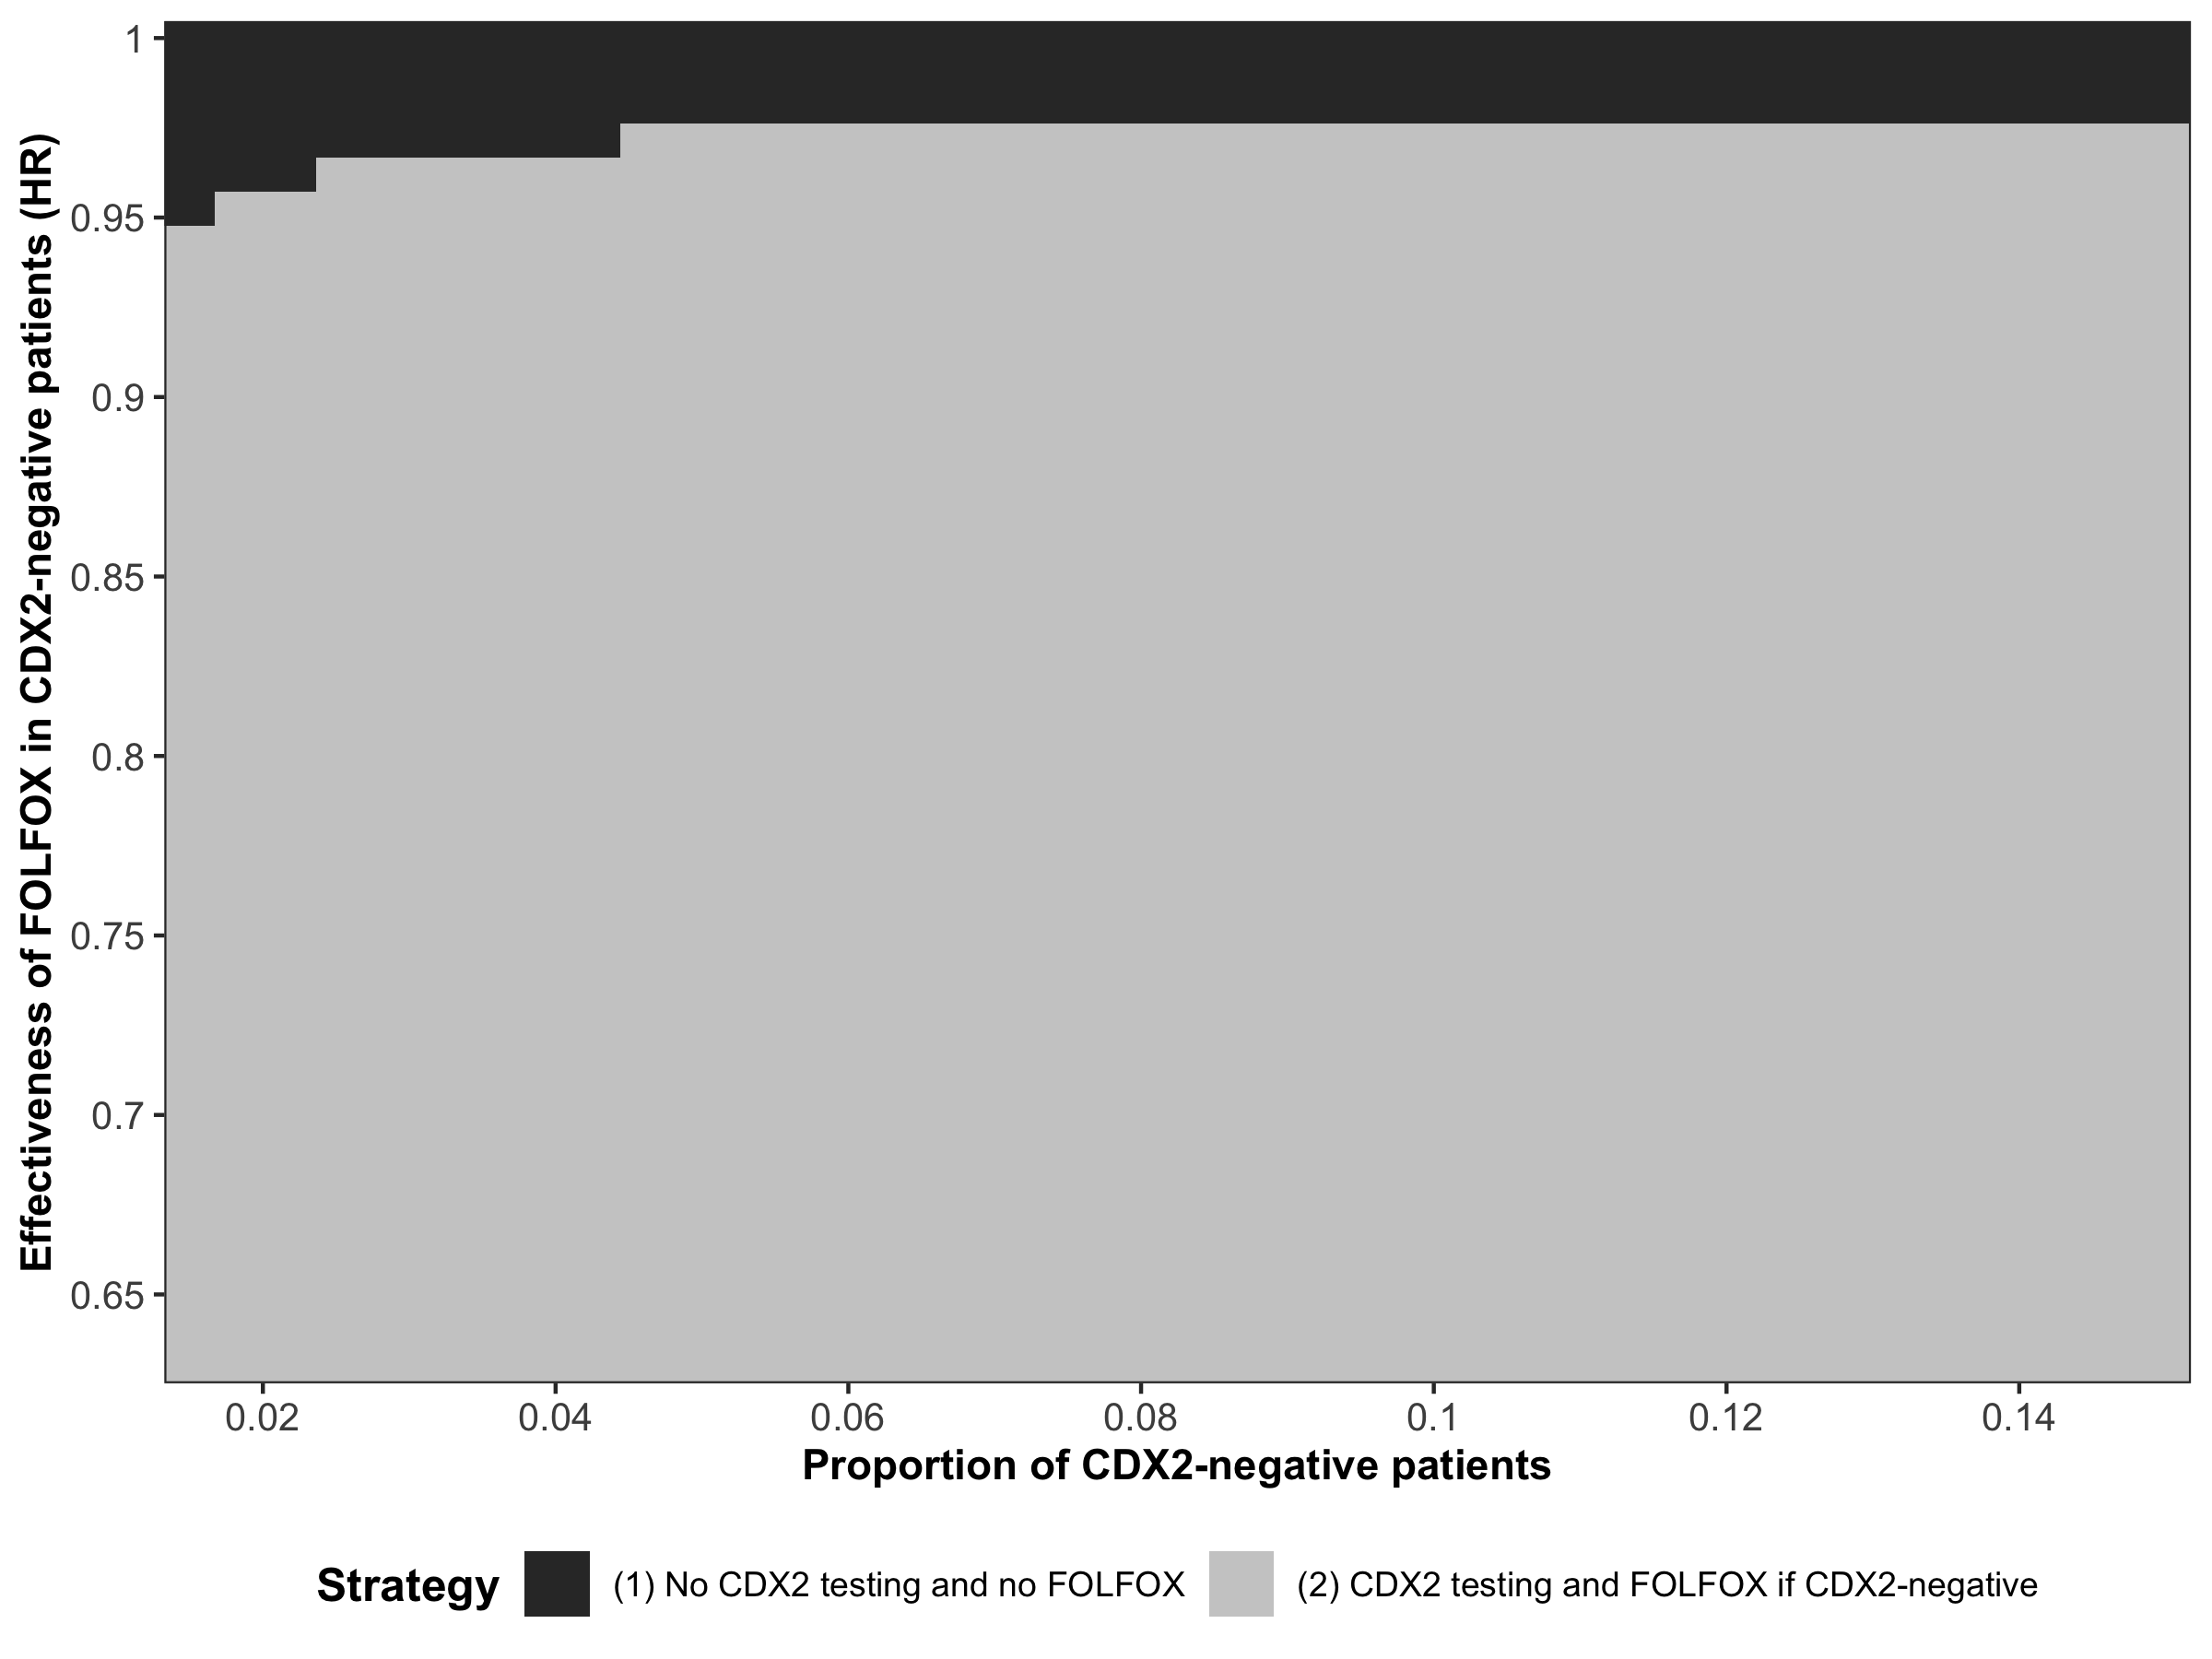 Effectiveness of FOLFOX in CDX2-negative patients (HR)
1
0.95
0.9
0.85
0.8
0.75
0.7
0.65
0.02 0.04 0.06 0.08 0.1 0.12 0.14
Proportion of CDX2-negative patients
Strategy (1) No CDX2 testing and no FOLFOX (2) CDX2 testing and FOLFOX if CDX2-negative